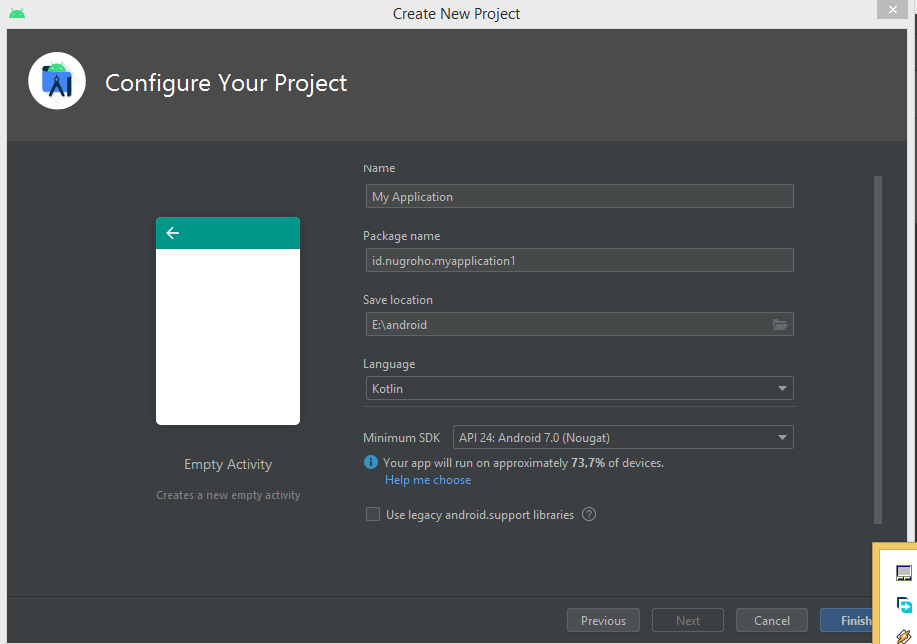 Create New Project
Configure Your Project
Name
My Application
Package name
id.nugroho.myapplication1
Save location
E:\android
Language
Kotlin
Minimum SDK API 24: Android 7.0 (Nougat)
Your app will run on approximately 73,7% of devices.
Help me choose
Use legacy android.support libraries
Empty Activity
Creates a new empty activity
Previous Next Cancel Finish